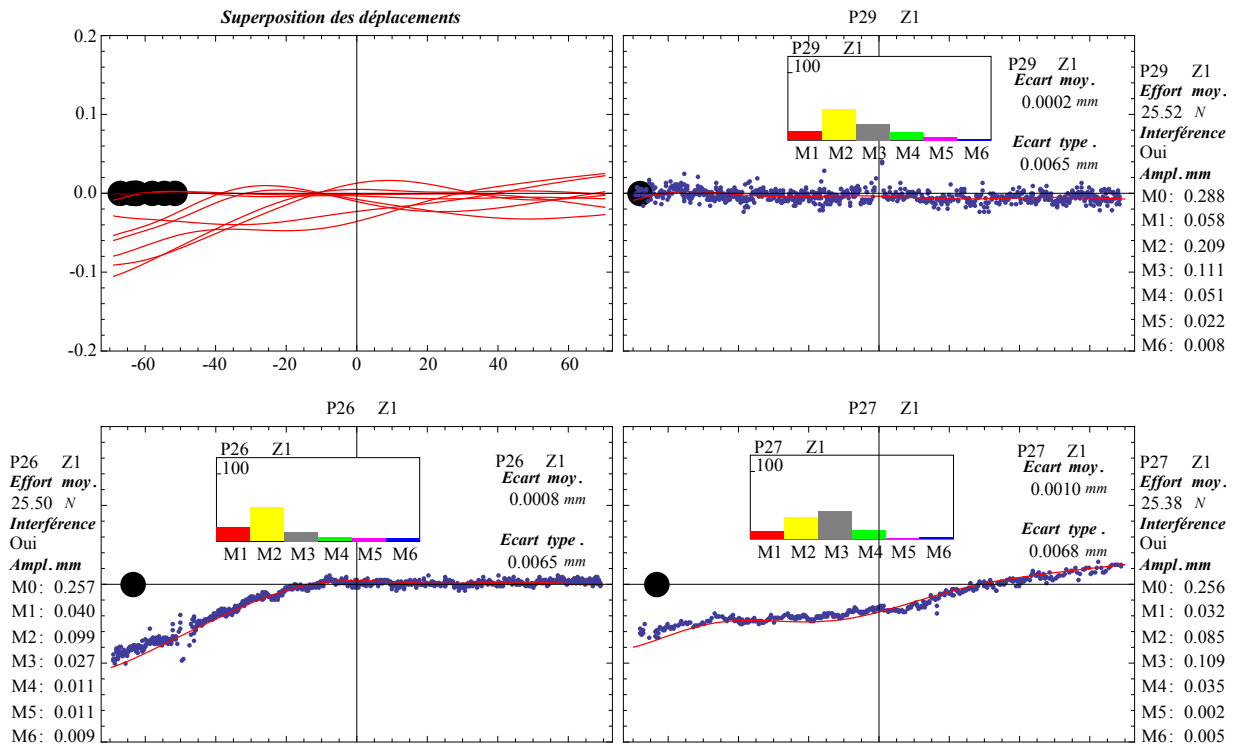 Superposition des déplacements
0.2
0.1
0.0
-0.1
-0.2
-60
-40
-20
0
20
40
60
P29 Z1
P29 Z1
100
M1 M2 M3 M4 M5 M6
P29 Z1
Ecart moy.
0.0002 mm
Ecart type.
0.0065 mm
P29 Z1
Effort moy.
25.52 N
Interférence
Oui
Ampl.mm
M0: 0.288
M1: 0.058
M2: 0.209
M3: 0.111
M4: 0.051
M5: 0.022
M6: 0.008
P26 Z1
P26 Z1
Effort moy.
25.50 N
Interférence
Oui
Ampl.mm
M0: 0.257
M1: 0.040
M2: 0.099
M3: 0.027
M4: 0.011
M5: 0.011
M6: 0.009
P26 Z1
100
M1 M2 M3 M4 M5 M6
P26 Z1
Ecart moy.
0.0008 mm
Ecart type.
0.0065 mm
P27 Z1
P27 Z1
100
M1 M2 M3 M4 M5 M6
P27 Z1
Ecart moy.
0.0010 mm
Ecart type.
0.0068 mm
P27 Z1
Effort moy.
25.38 N
Interférence
Oui
Ampl.mm
M0: 0.256
M1: 0.032
M2: 0.085
M3: 0.109
M4: 0.035
M5: 0.002
M6: 0.005